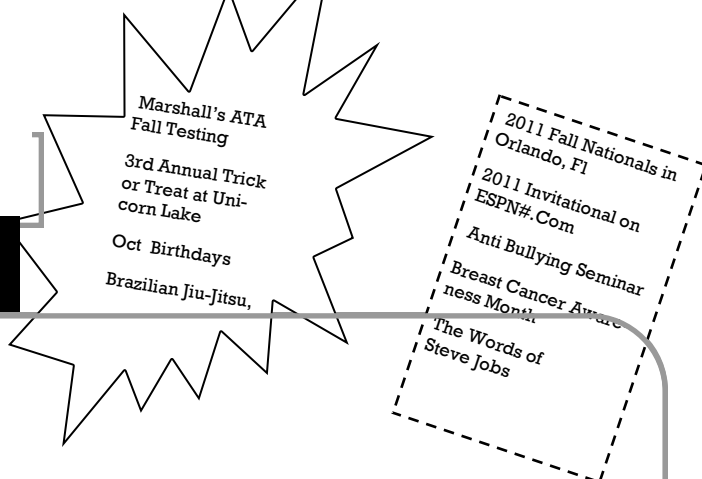 Marshall's ATA
Fall Testing
3rd Annual Trick
or Treat at Uni-
corn Lake
Oct  Birthdays
Brazilian Jiu-Jitsu,
2011 Fall Nationals in
Orlando, Fl
2011 Invitational on
ESPN#.Com
Anti Bullying Seminar
Breast Cancer Aware
ness Month
The Words of
Steve Jobs